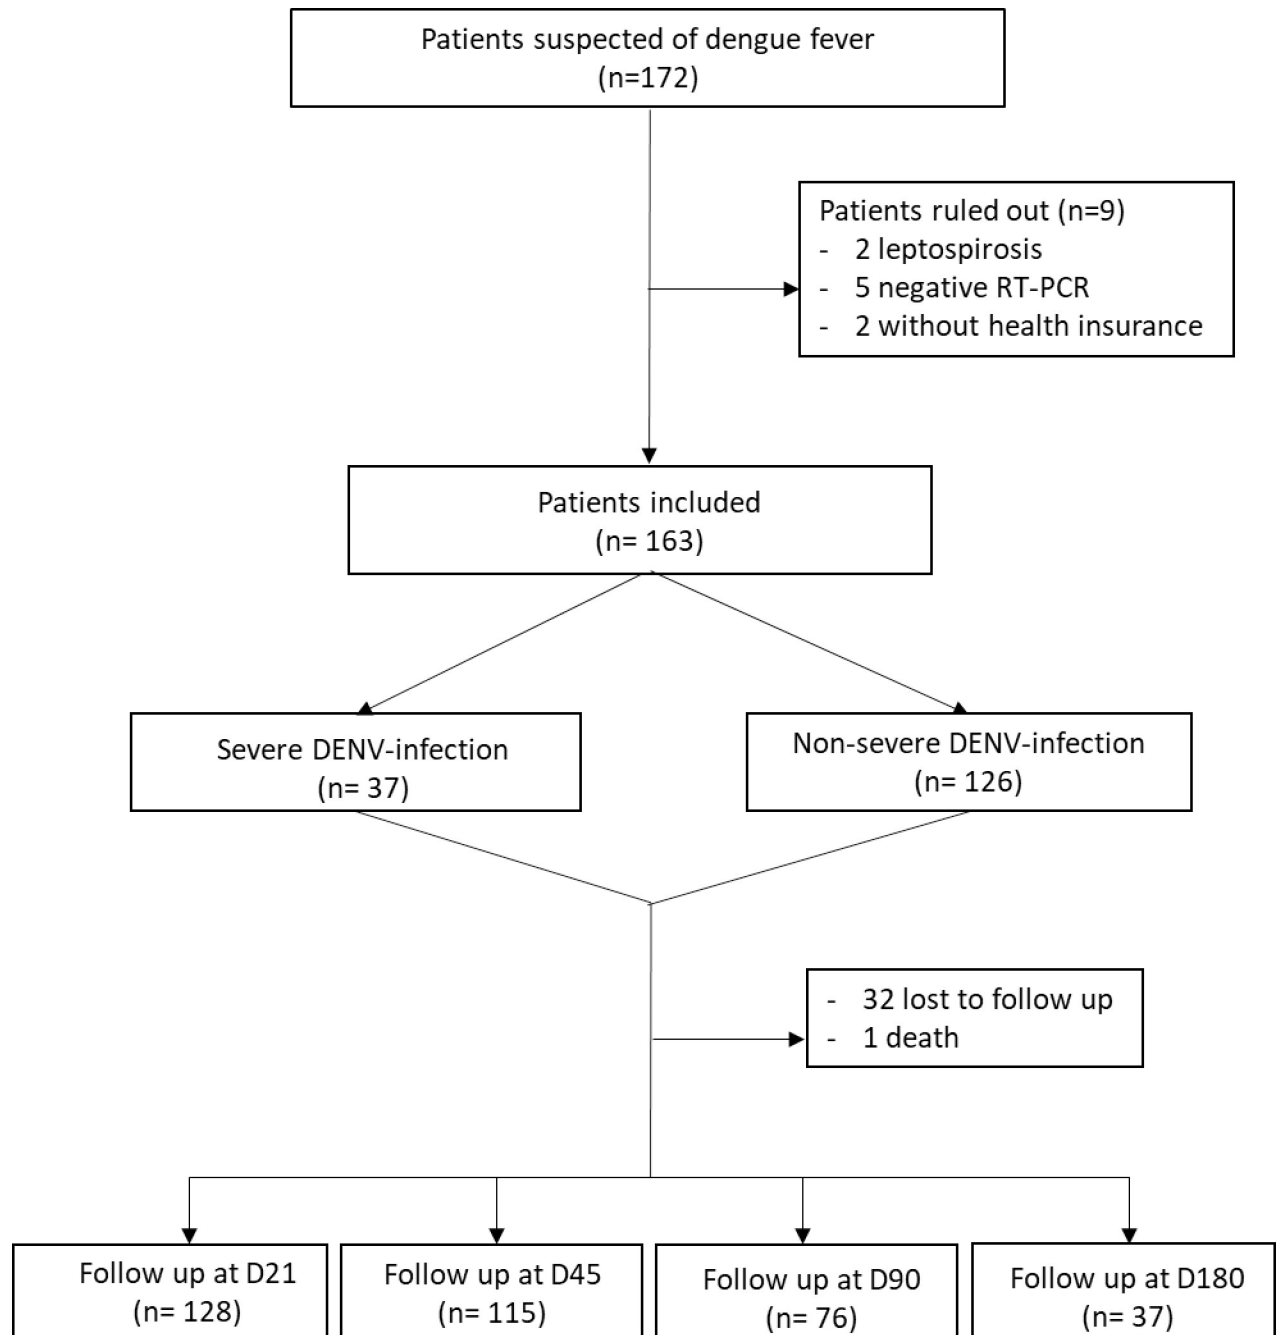 Patients suspected of dengue fever
(n=172)
Patients ruled out (n=9)
- 2 leptospirosis
- 5 negative RT-PCR
- 2 without health insurance
Patients included
(n= 163)
Severe DENV-infection
(n= 37)
Non-severe DENV-infection
(n= 126)
- 32 lost to follow up
- 1 death
Follow up at D21
(n= 128)
Follow up at D45
(n= 115)
Follow up at D90
(n= 76)
Follow up at D180
(n= 37)